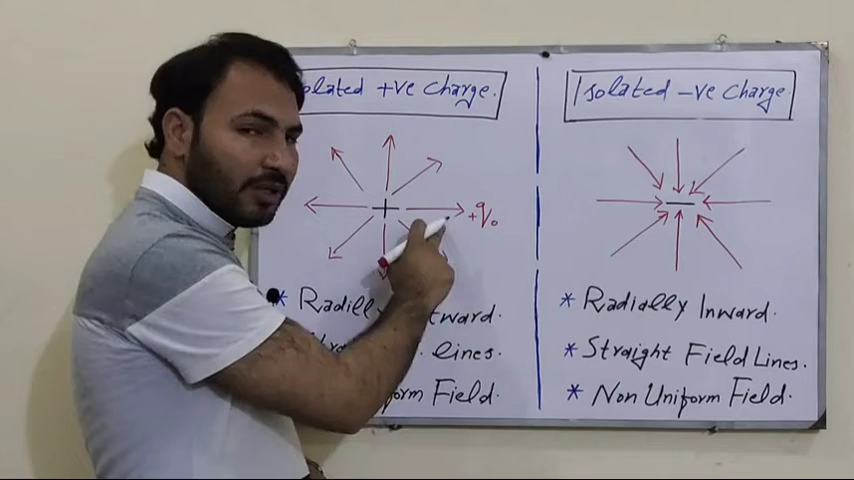 olated +ve Charge.
+q₀
* Radilly tward.
lines.
form Field.
Isolated -ve Charge
* Radially Inward.
* Straight Field Lines.
* Non Uniform Field.